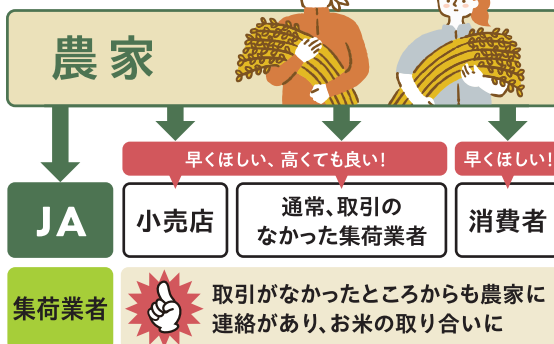 農家
早くほしい、高くても良い！
早くほしい！
JA
小売店
通常、取引の
なかった集荷業者
消費者
集荷業者
取引がなかったところからも農家に
連絡があり、お米の取り合いに